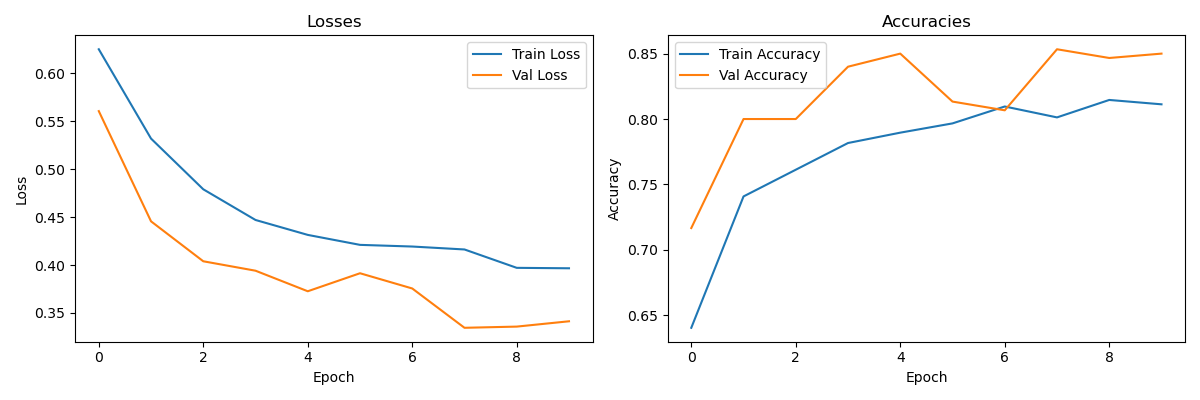 Losses
Train Loss
Val Loss
0.60
0.55
0.50
0.45
0.40
0.35
Loss
0 2 4 6 8
Epoch
Accuracies
Train Accuracy
Val Accuracy
0.85
0.80
0.75
0.70
0.65
Accuracy
0 2 4 6 8
Epoch